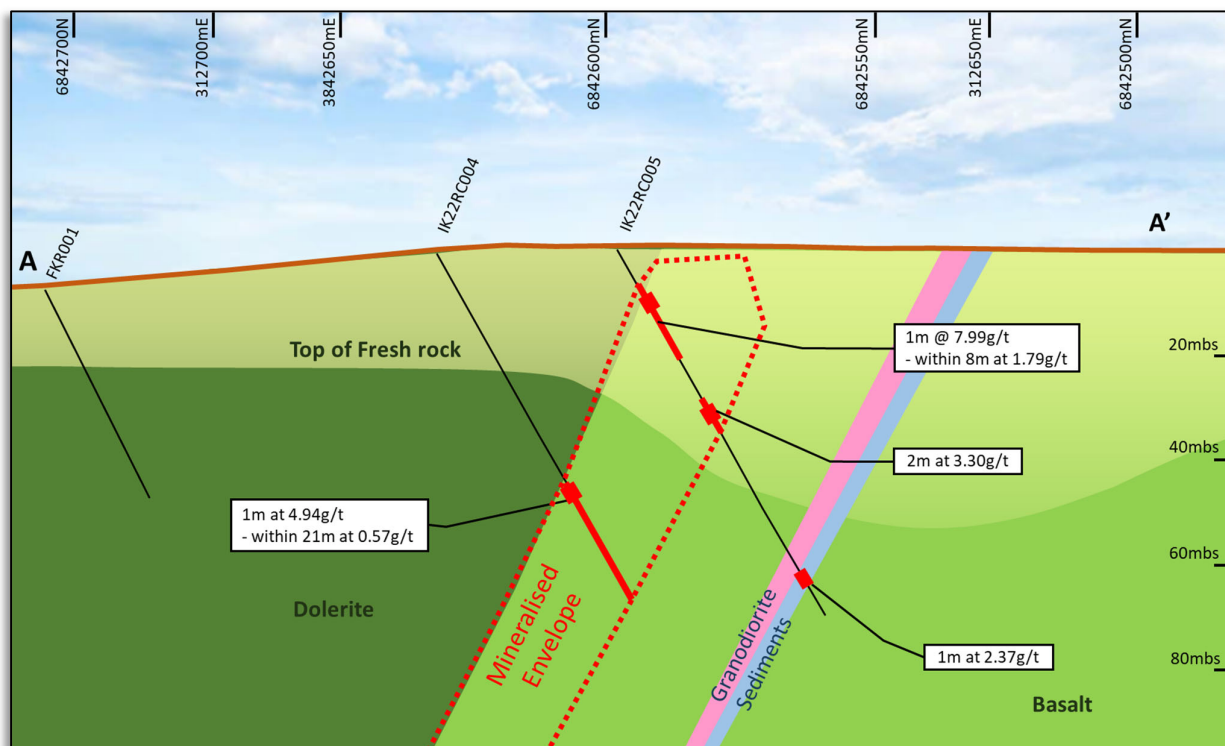 6842700N
312700mE
3842650mE
6842600mN
6842550mN
312650mE
6842500mN
A
FKR001
IK22RC004
IK22RC005
A'
Top of Fresh rock
1m @ 7.99g/t
- within 8m at 1.79g/t
20mbs
2m at 3.30g/t
40mbs
1m at 4.94g/t
- within 21m at 0.57g/t
60mbs
Dolerite
Mineralised
Envelope
Granodiorite
Sediments
1m at 2.37g/t
80mbs
Basalt